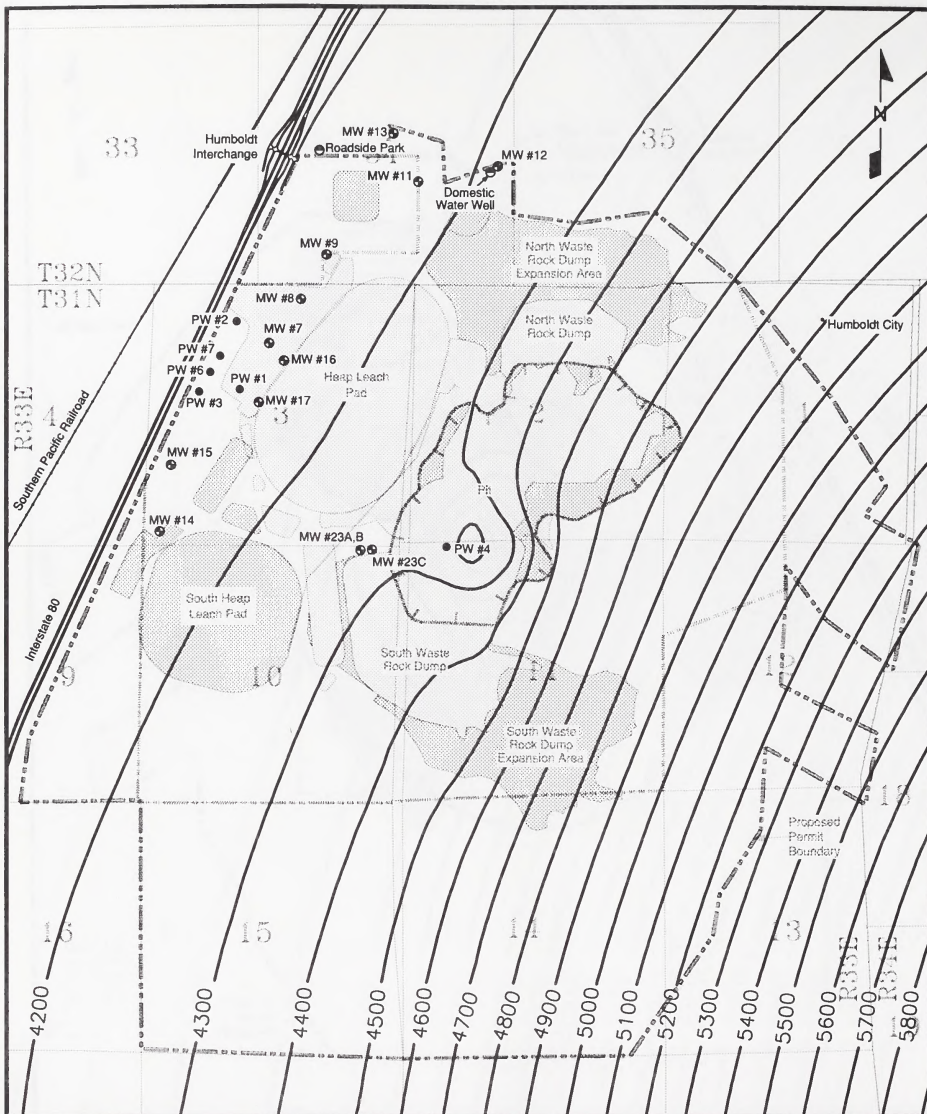 N
33
34
35
Humboldt
Interchange
MW #13
Roadside Park
MW #12
MW #11
Domestic
Water Well
MW #9
North Waste
Rock Dump
Expansion Area
T32N
T31N
MW #8
PW #2
North Waste
Rock Dump
Humboldt City
MW #7
PW #7
MW #16
PW #6
Heap Leach
Pad
PW #1
PW #3
MW #17
R33E
4
3
2
1
Southern Pacific Railroad
MW #15
Pit
MW #14
MW #23A,B
MW #23C
PW #4
South Heap
Leach Pad
Interstate 80
South Waste
Rock Dump
9
10
11
12
South Waste
Rock Dump
Expansion Area
Proposed
Permit
Boundary
16
15
14
13
R33E
R34E
4200
4300
4400
4500
4600
4700
4800
4900
5000
5100
5200
5300
5400
5500
5600
5700
5800